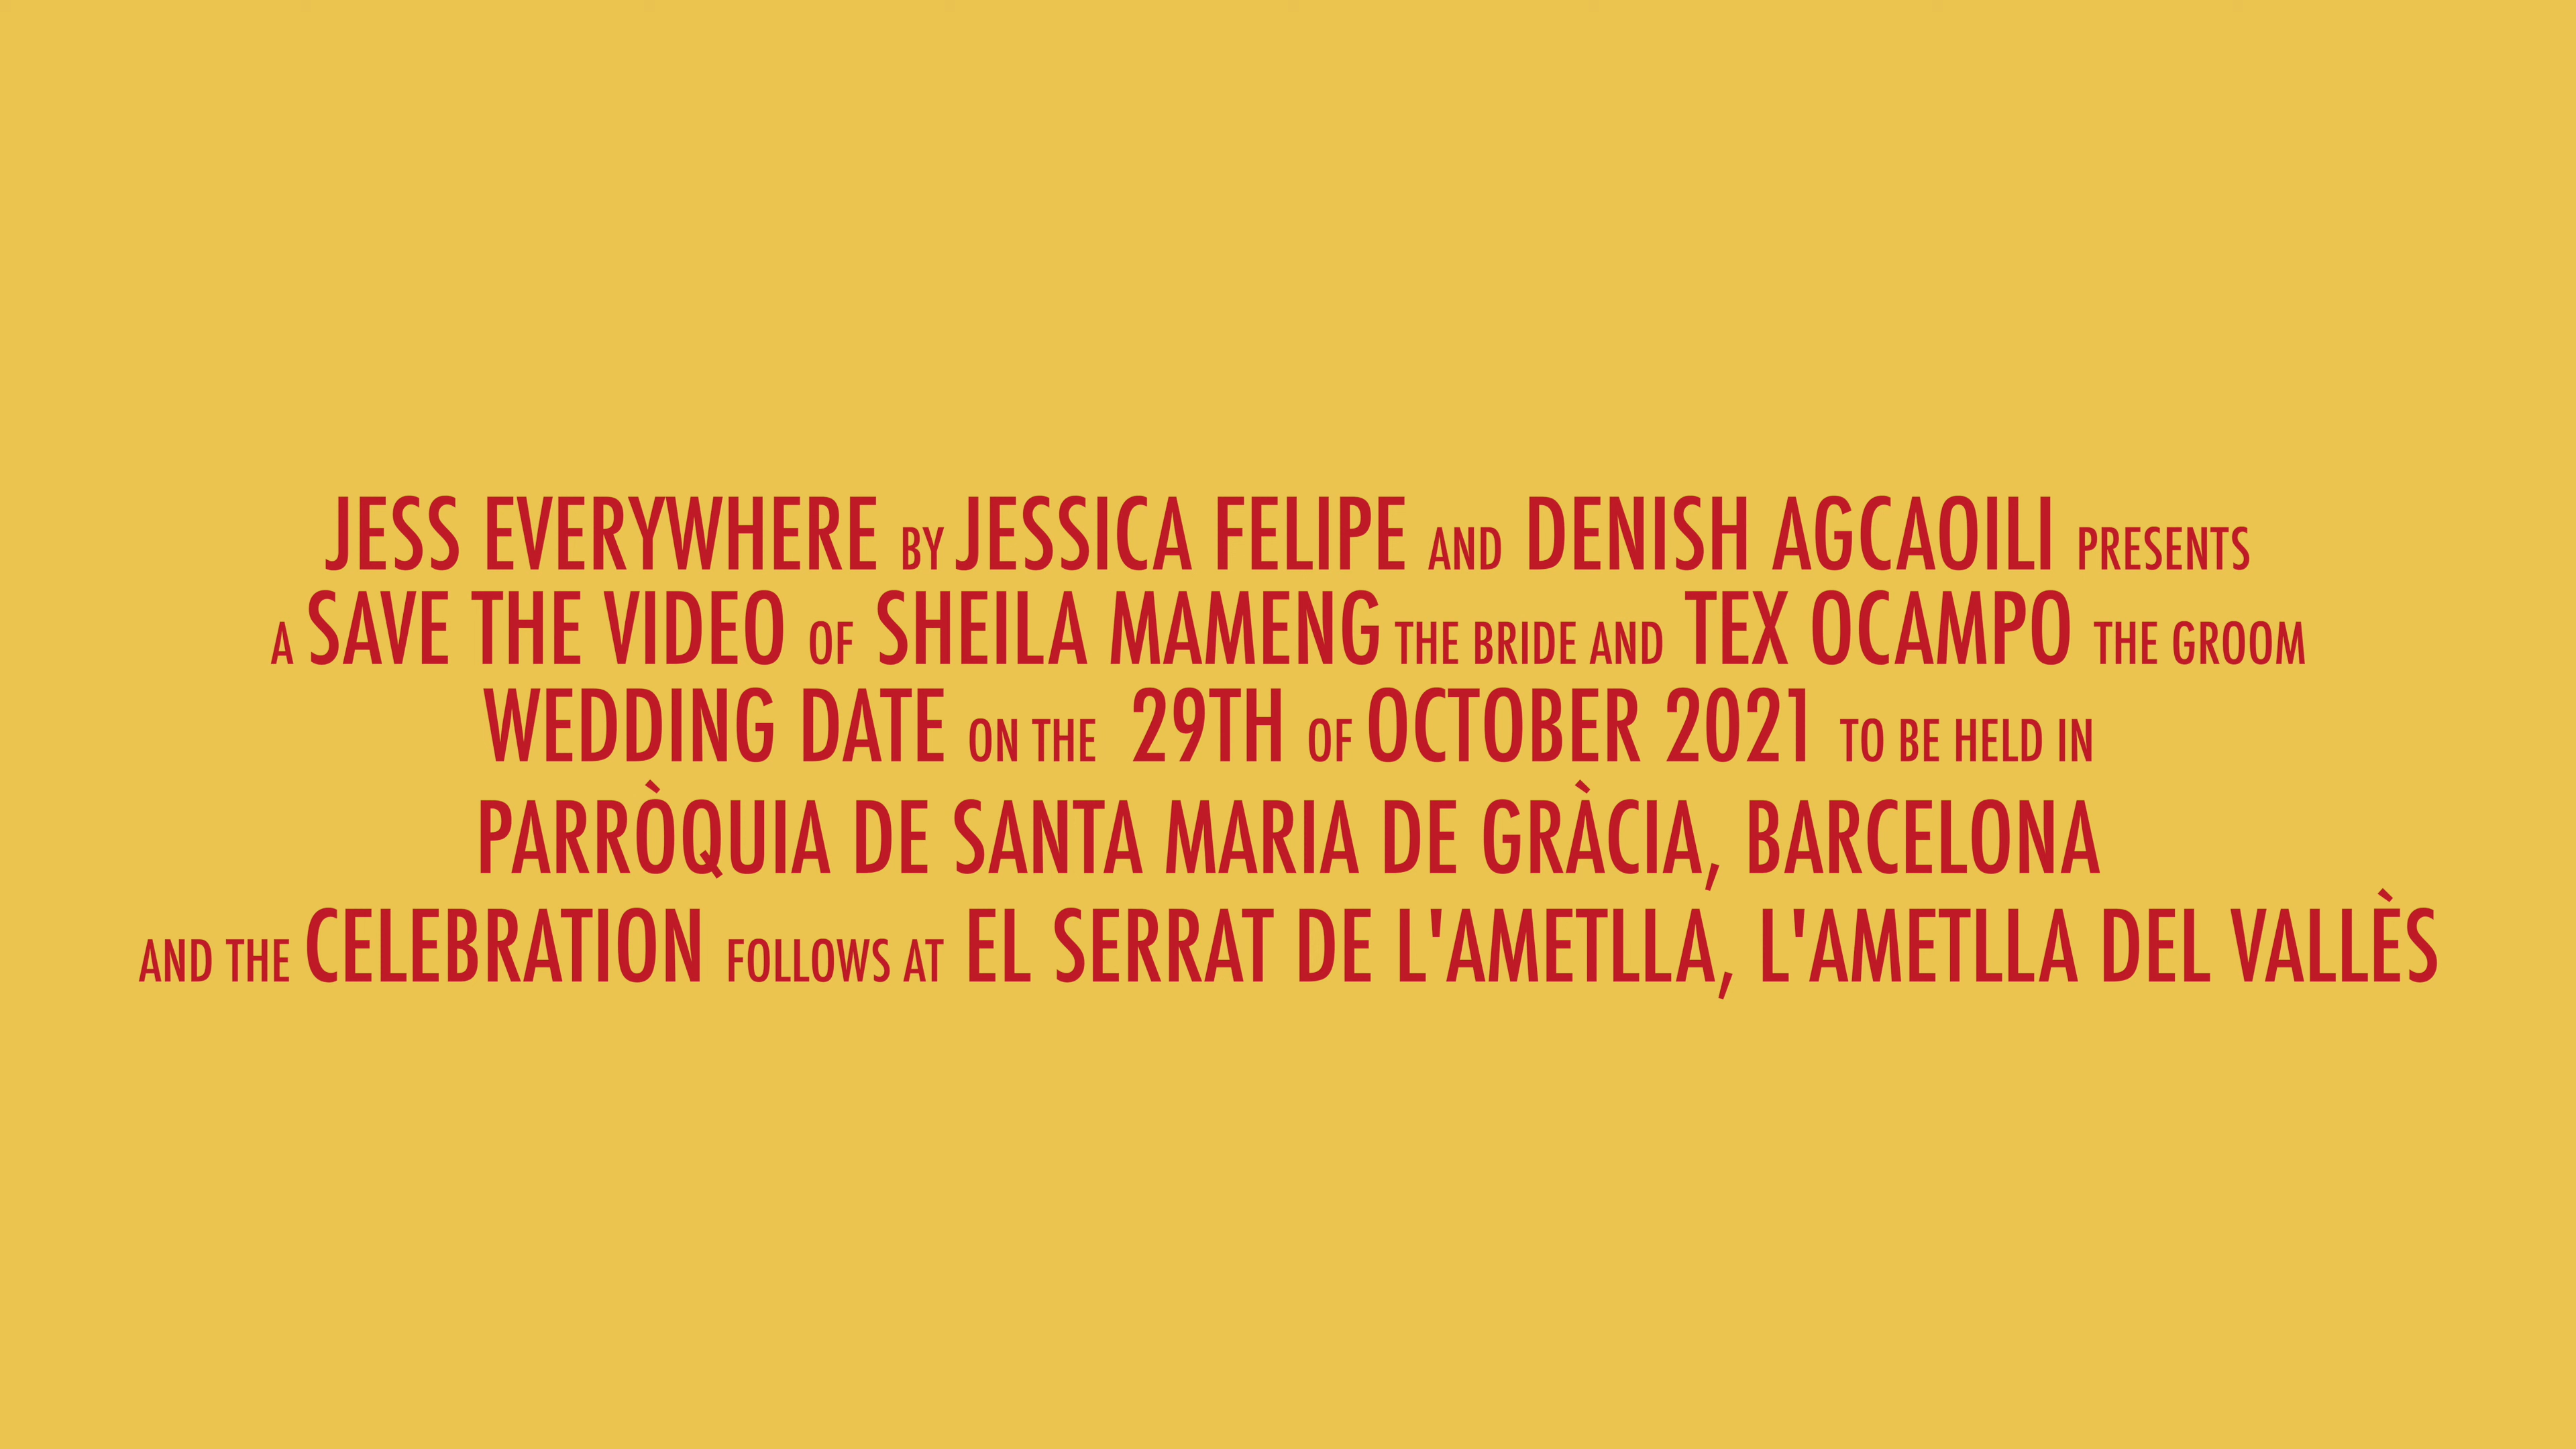 JESS EVERYWHERE BY JESSICA FELIPE AND DENISH AGCAOILI PRESENTS
A SAVE THE VIDEO OF SHEILA MAMENG THE BRIDE AND TEX OCAMPO THE GROOM
WEDDING DATE ON THE 29TH OF OCTOBER 2021 TO BE HELD IN
PARRÒQUIA DE SANTA MARIA DE GRÀCIA, BARCELONA
AND THE CELEBRATION FOLLOWS AT EL SERRAT DE L'AMETLLA, L'AMETLLA DEL VALLÈS